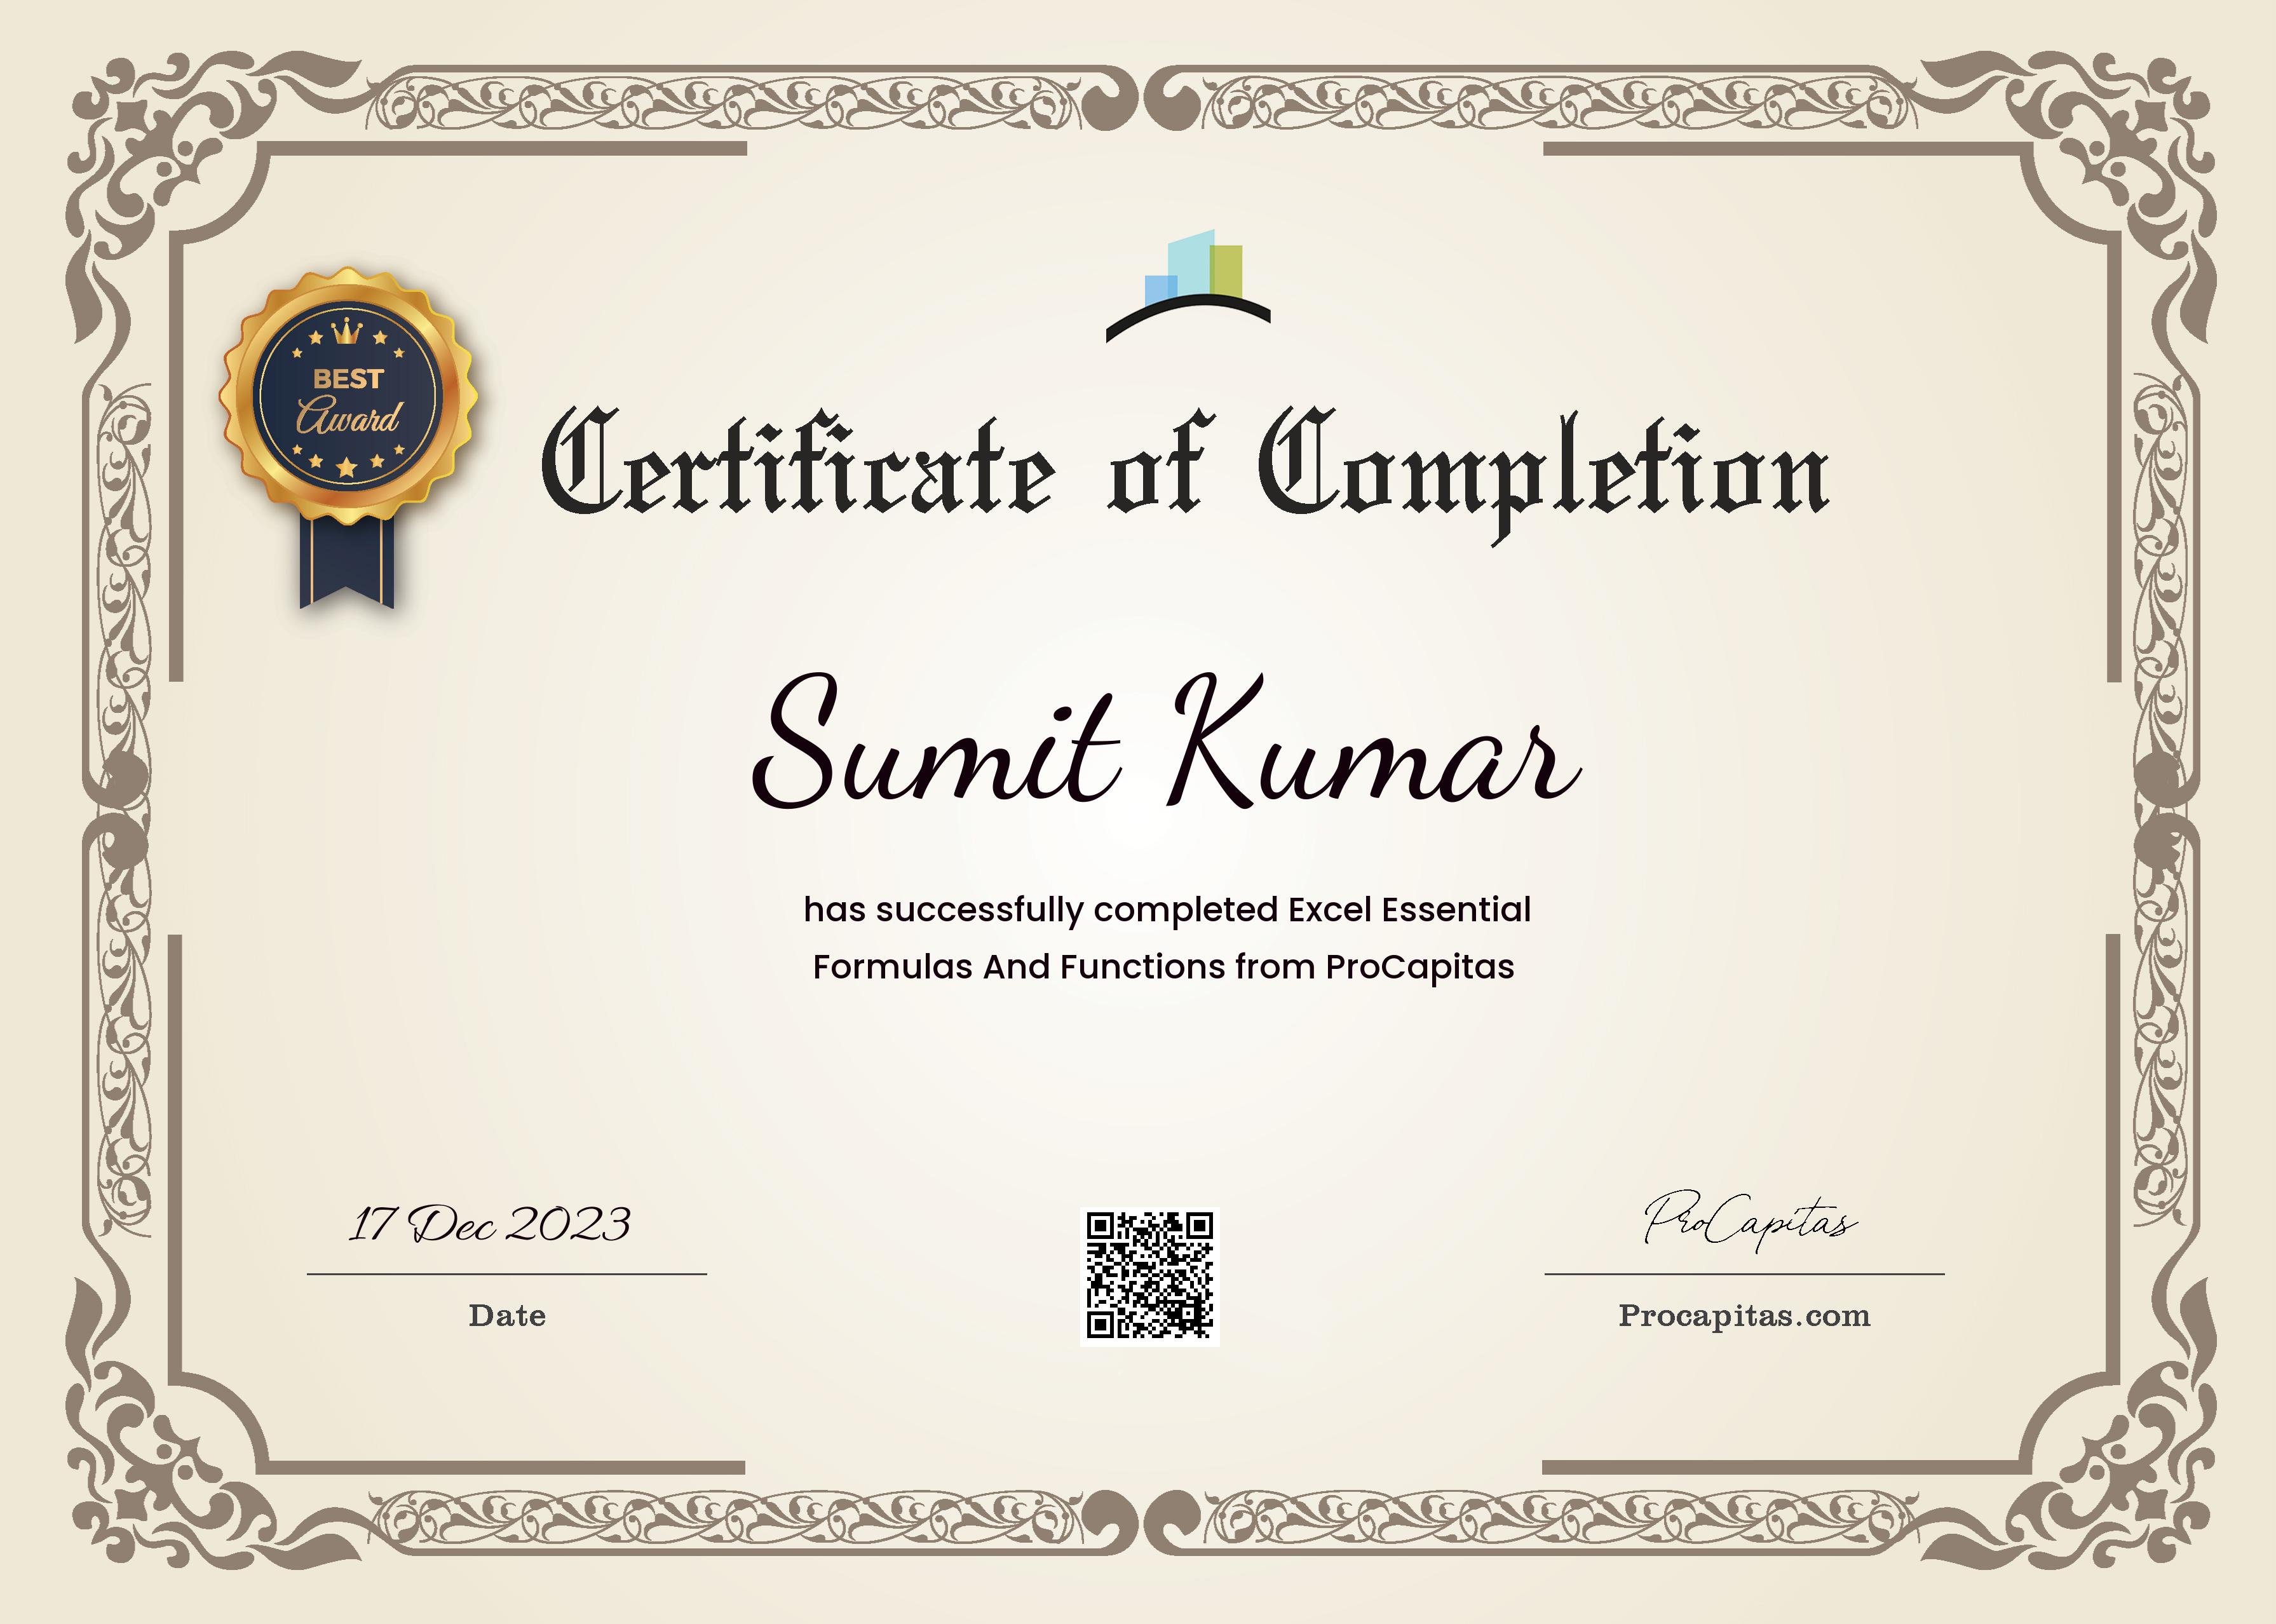 BEST
Award
Certificate of Completion
Sumit Kumar
has successfully completed Excel Essential
Formulas And Functions from ProCapitas
17 Dec 2023
Date
ProCapitas
Procapitas.com